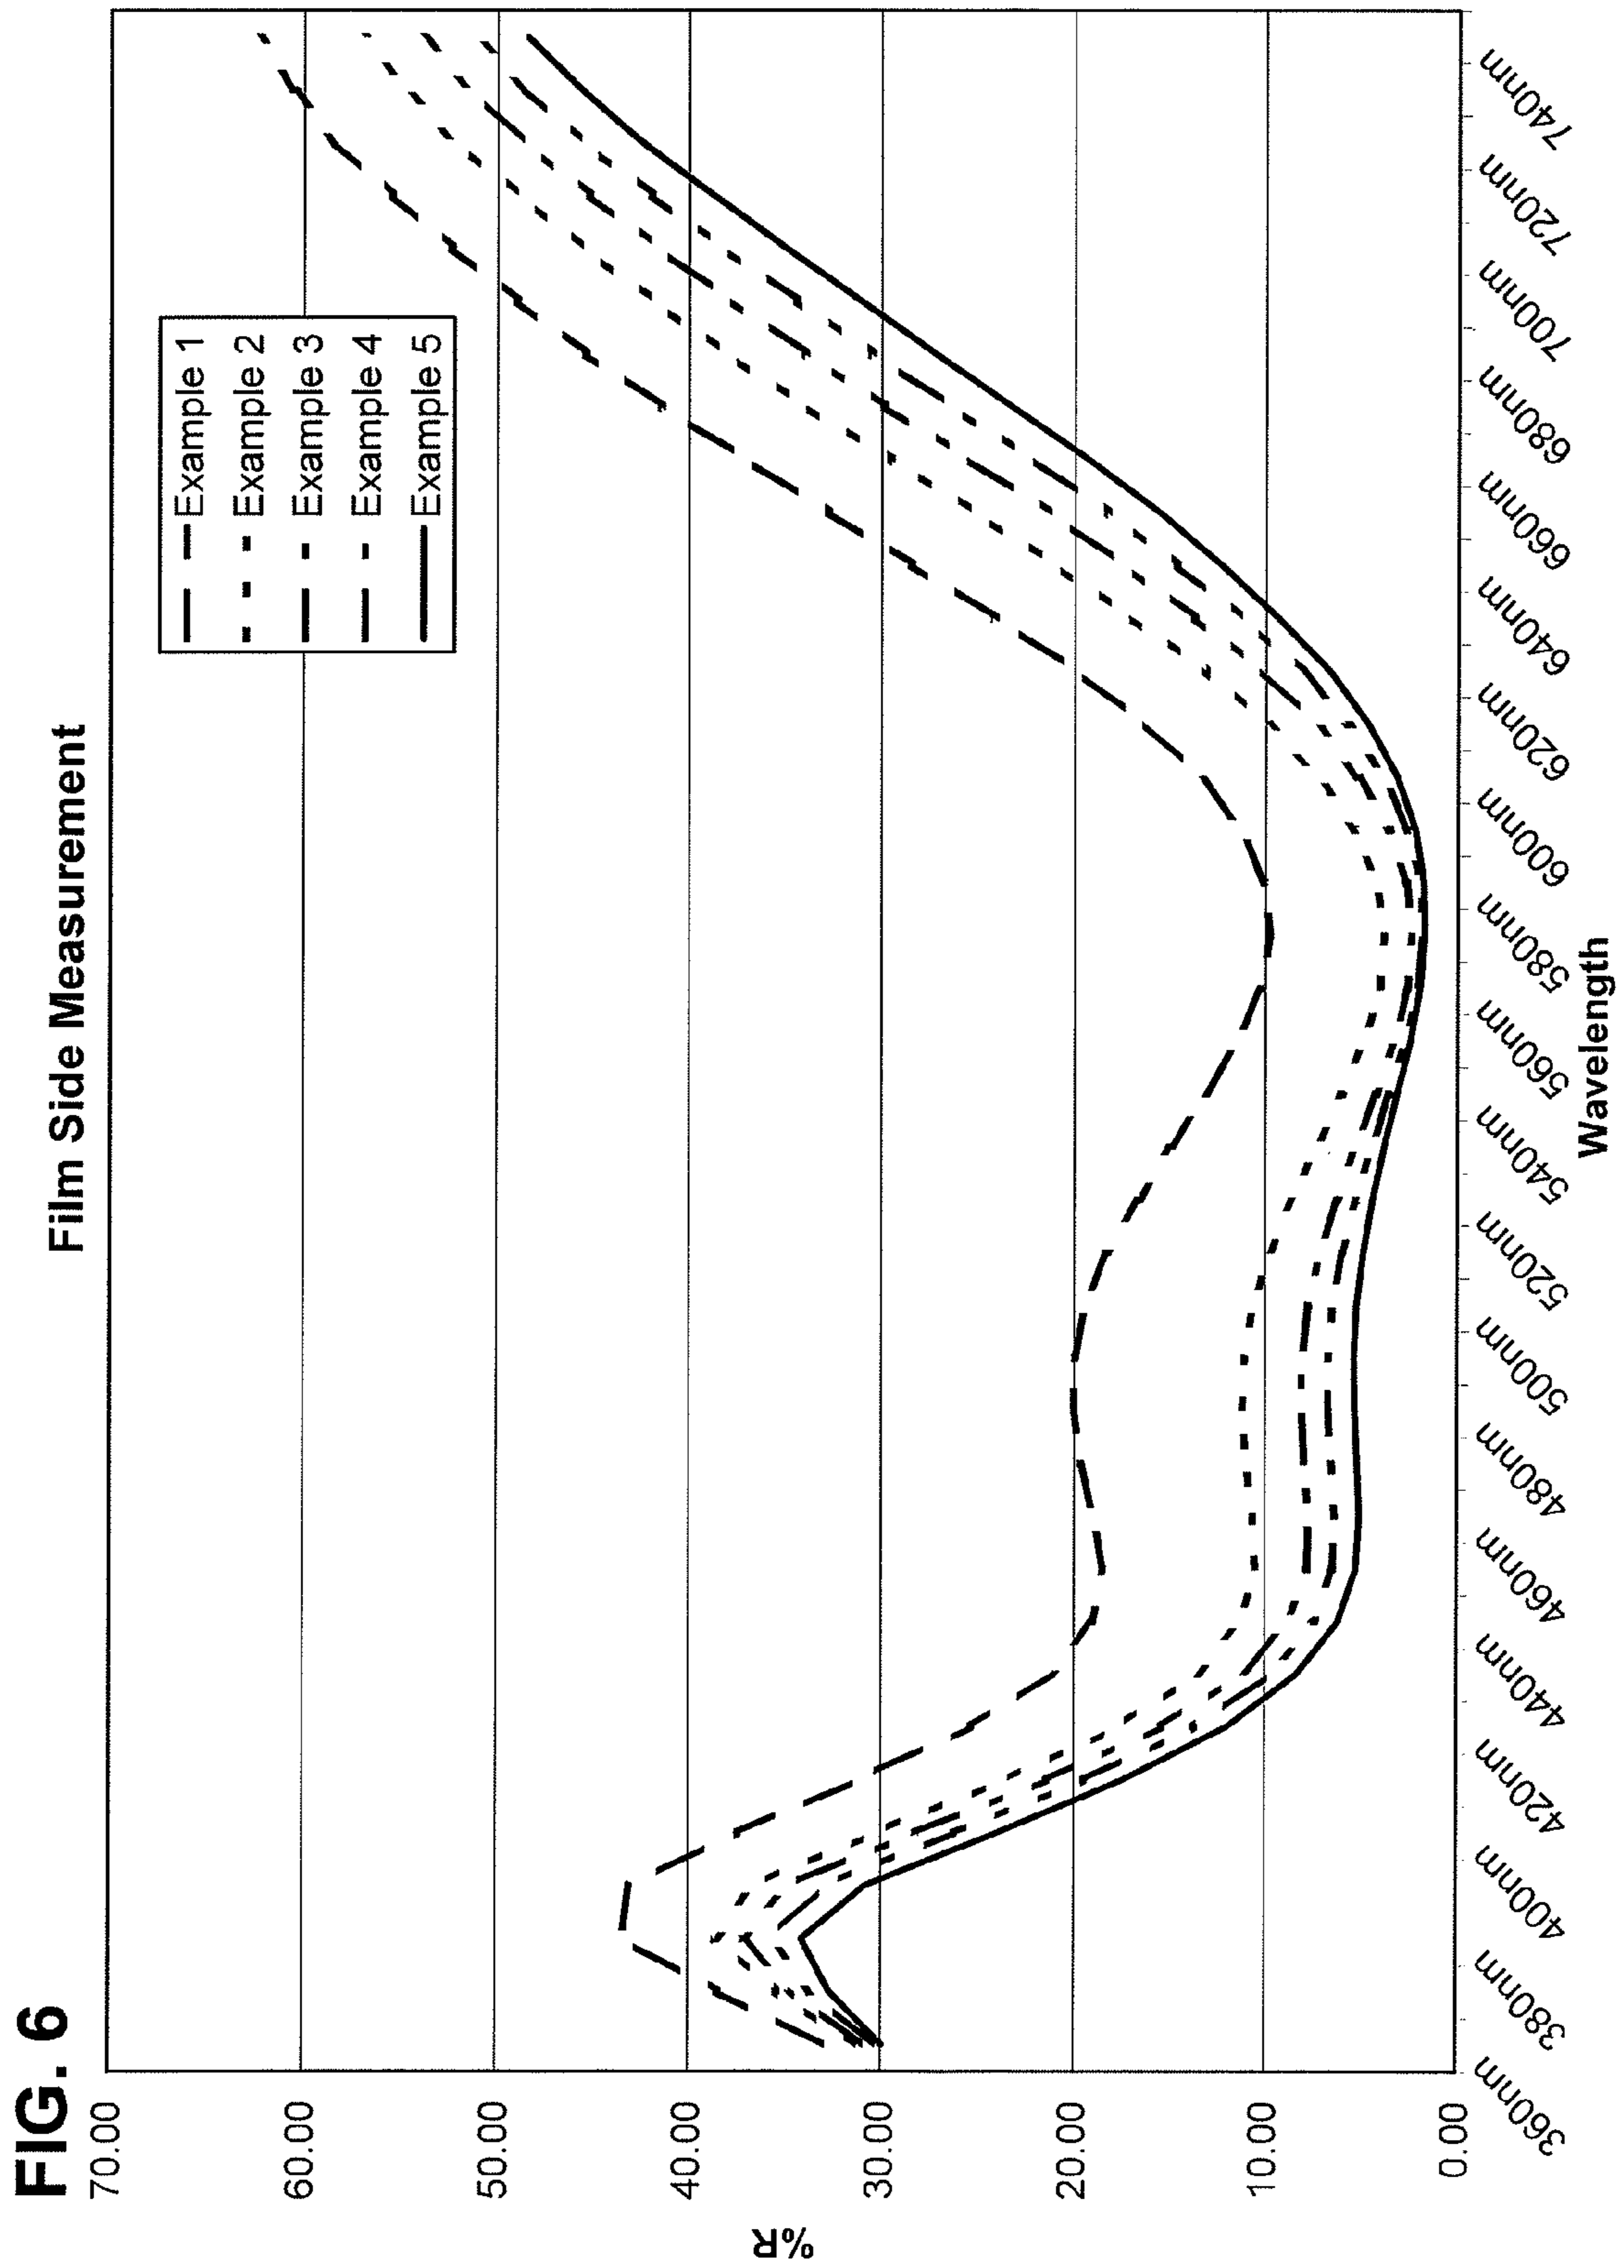 FIG. 6
Film Side Measurement
%R
70.00
60.00
50.00
40.00
30.00
20.00
10.00
0.00
Example 1
Example 2
Example 3
Example 4
Example 5
360nm
380nm
400nm
420nm
440nm
460nm
480nm
500nm
520nm
540nm
560nm
580nm
600nm
620nm
640nm
660nm
680nm
700nm
720nm
740nm
Wavelength